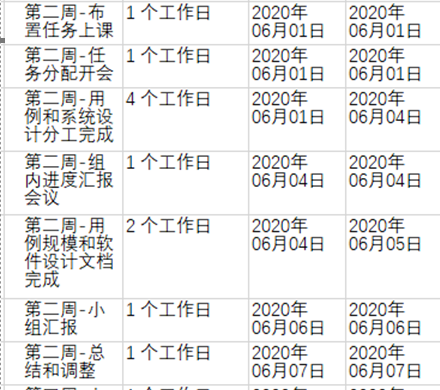 第二周-布 1 个工作日 2020年 2020年
置任务上课 06月01日 06月01日
第二周-任 1 个工作日 2020年 2020年
务分配开会 06月01日 06月01日
第二周-用 4 个工作日 2020年 2020年
例和系统设 06月01日 06月04日
计分工完成
第二周-组 1 个工作日 2020年 2020年
内进度汇报 06月04日 06月04日
会议
第二周-用 2 个工作日 2020年 2020年
例规模和软 06月04日 06月05日
件设计文档
完成
第二周-小 1 个工作日 2020年 2020年
组汇报 06月06日 06月06日
第二周-总 1 个工作日 2020年 2020年
结和调整 06月07日 06月07日